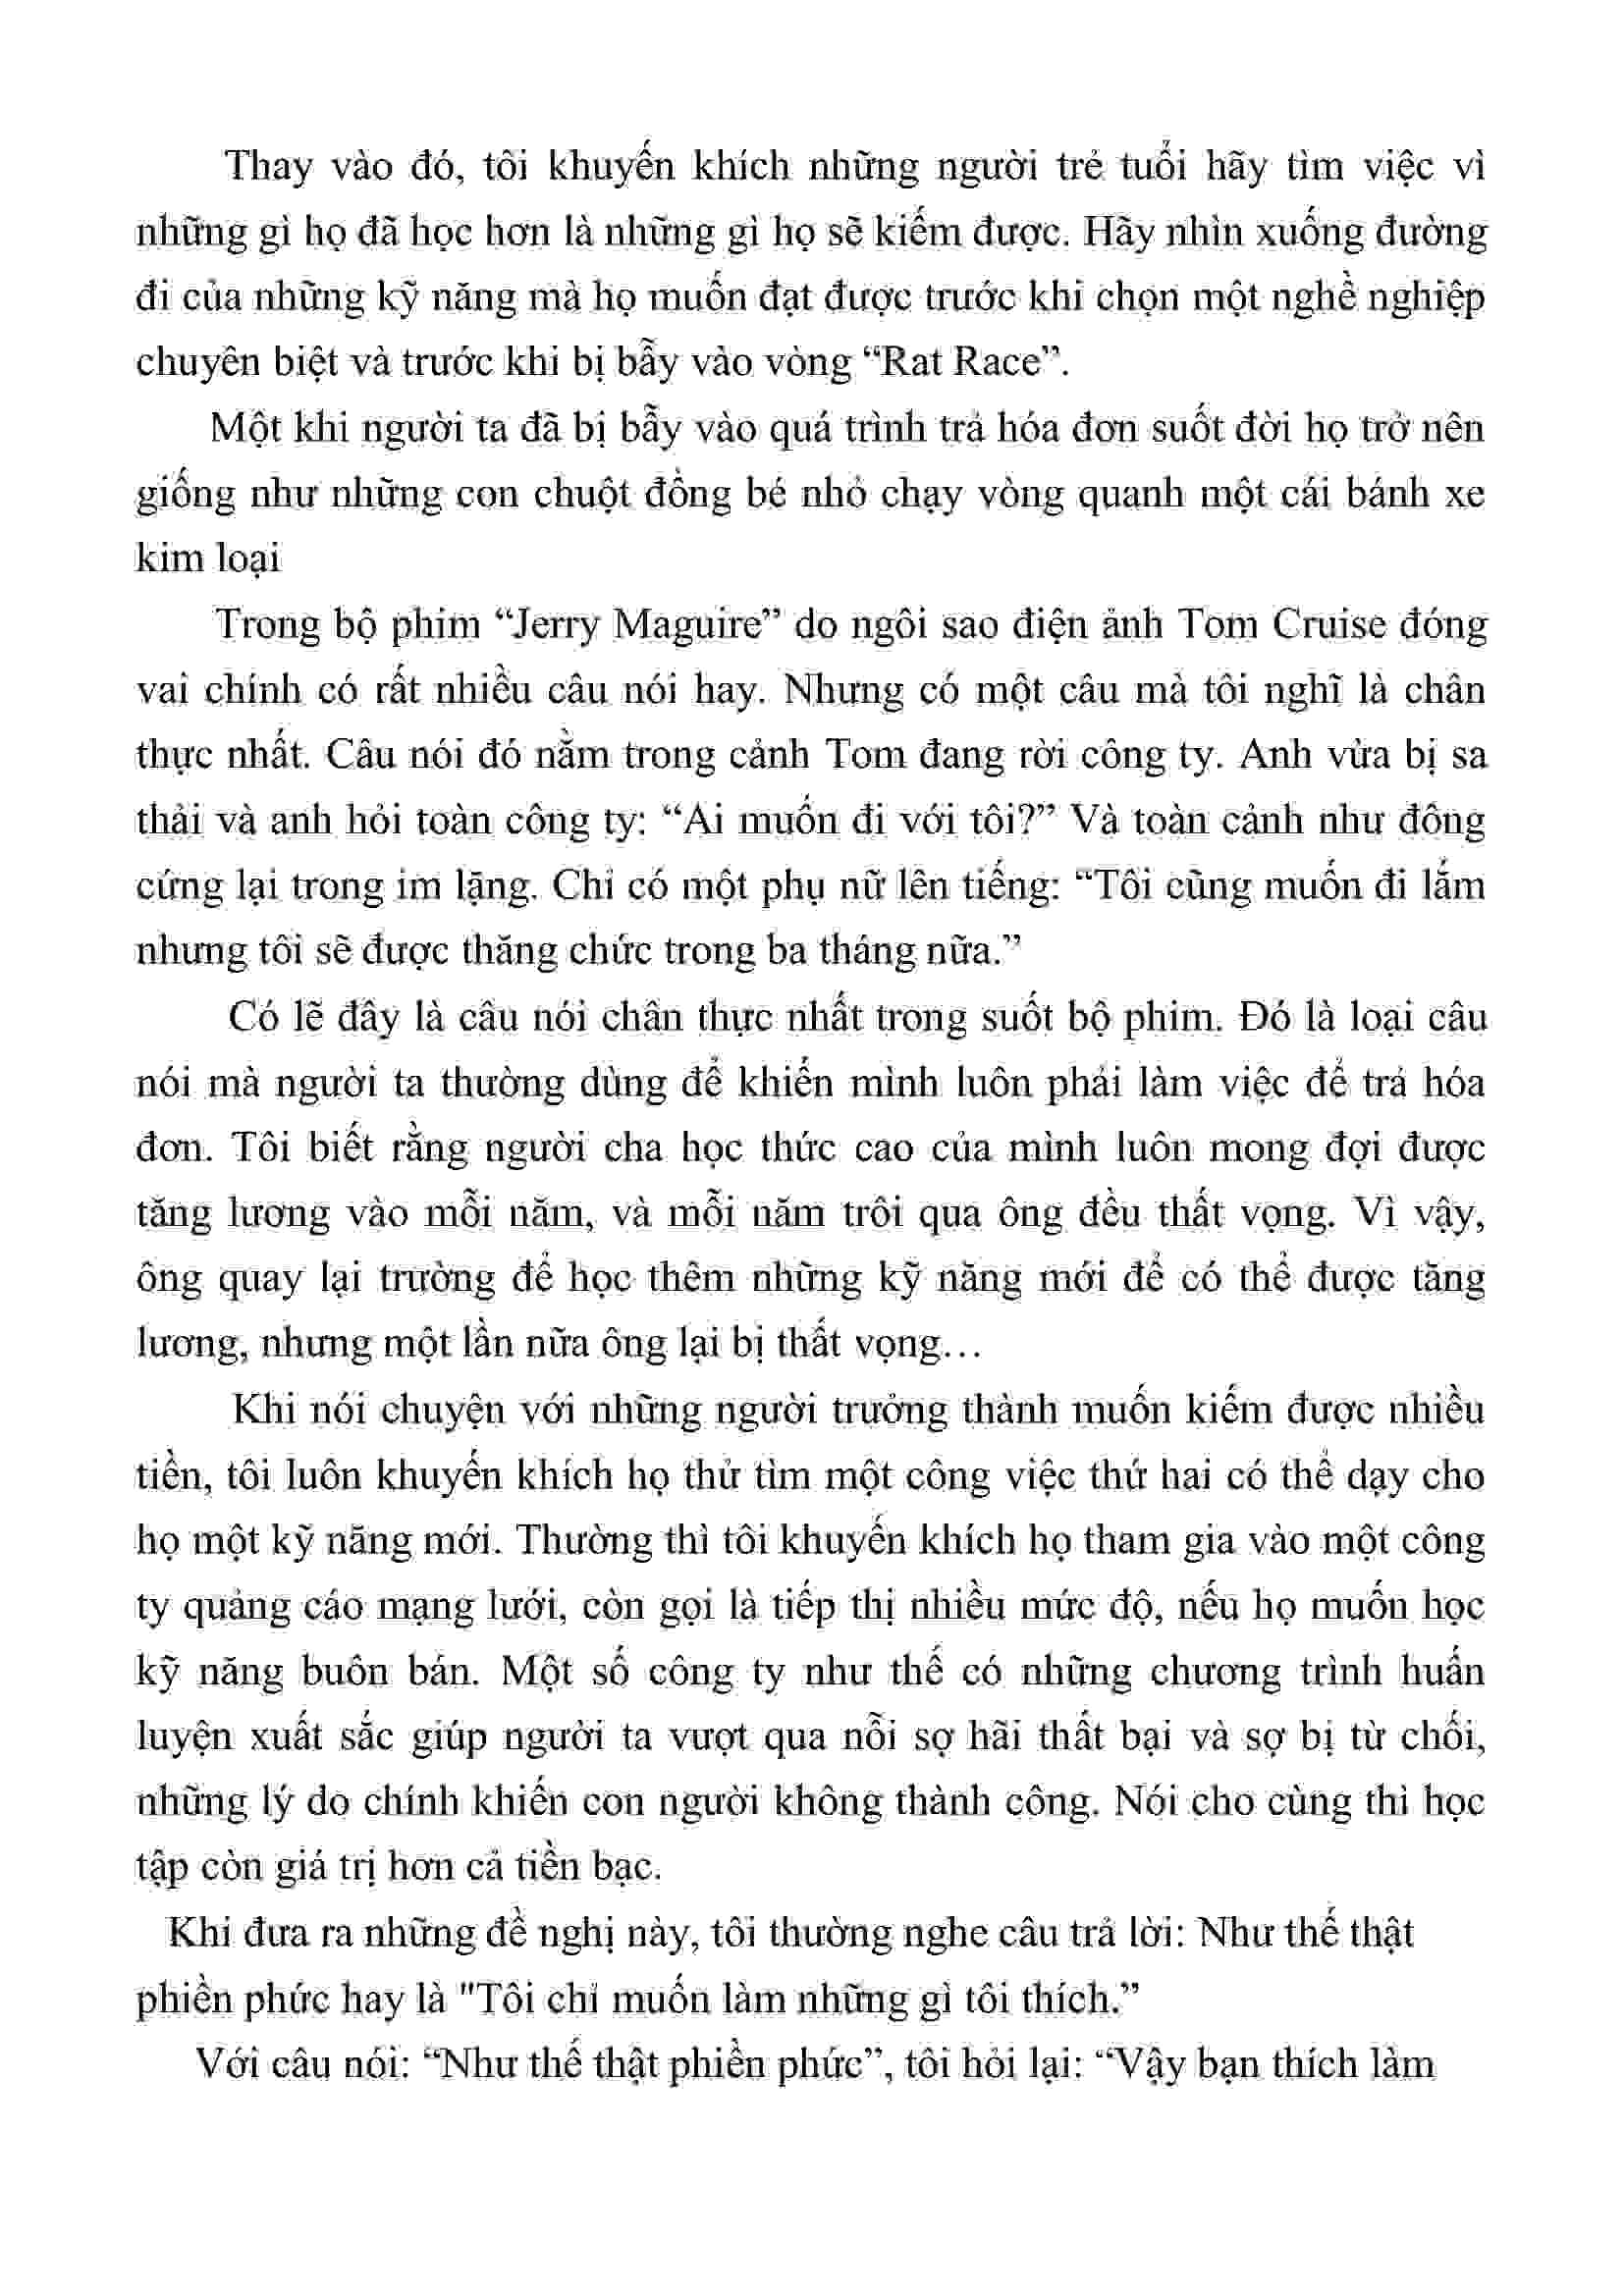 Thay vào đó, tôi khuyến khích những người trẻ tuổi hãy tìm việc vì
những gì họ đã học hơn là những gì họ sẽ kiếm được. Hãy nhìn xuống đường
đi của những kỹ năng mà họ muốn đạt được trước khi chọn một nghề nghiệp
chuyên biệt và trước khi bị bẫy vào vòng “Rat Race”.
Một khi người ta đã bị bẫy vào quá trình trả hóa đơn suốt đời họ trở nên
giống như những con chuột đồng bé nhỏ chạy vòng quanh một cái bánh xe
kim loại
Trong bộ phim “Jerry Maguire” do ngôi sao điện ảnh Tom Cruise đóng
vai chính có rất nhiều câu nói hay. Nhưng có một câu mà tôi nghĩ là chân
thực nhất. Câu nói đó nằm trong cảnh Tom đang rời công ty. Anh vừa bị sa
thải và anh hỏi toàn công ty: “Ai muốn đi với tôi?” Và toàn cảnh như đông
cứng lại trong im lặng. Chỉ có một phụ nữ lên tiếng: “Tôi cũng muốn đi lắm
nhưng tôi sẽ được thăng chức trong ba tháng nữa.”
Có lẽ đây là câu nói chân thực nhất trong suốt bộ phim. Đó là loại câu
nói mà người ta thường dùng để khiến mình luôn phải làm việc để trả hóa
đơn. Tôi biết rằng người cha học thức cao của mình luôn mong đợi được
tăng lương vào mỗi năm, và mỗi năm trôi qua ông đều thất vọng. Vì vậy,
ông quay lại trường để học thêm những kỹ năng mới để có thể được tăng
lương, nhưng một lần nữa ông lại bị thất vọng…
Khi nói chuyện với những người trưởng thành muốn kiếm được nhiều
tiền, tôi luôn khuyến khích họ thử tìm một công việc thứ hai có thể dạy cho
họ một kỹ năng mới. Thường thì tôi khuyến khích họ tham gia vào một công
ty quảng cáo mạng lưới, còn gọi là tiếp thị nhiều mức độ, nếu họ muốn học
kỹ năng buôn bán. Một số công ty như thế có những chương trình huấn
luyện xuất sắc giúp người ta vượt qua nỗi sợ hãi thất bại và sợ bị từ chối,
những lý do chính khiến con người không thành công. Nói cho cùng thì học
tập còn giá trị hơn cả tiền bạc.
Khi đưa ra những đề nghị này, tôi thường nghe câu trả lời: Như thế thật
phiền phức hay là "Tôi chỉ muốn làm những gì tôi thích.”
Với câu nói: “Như thế thật phiền phức”, tôi hỏi lại: “Vậy bạn thích làm